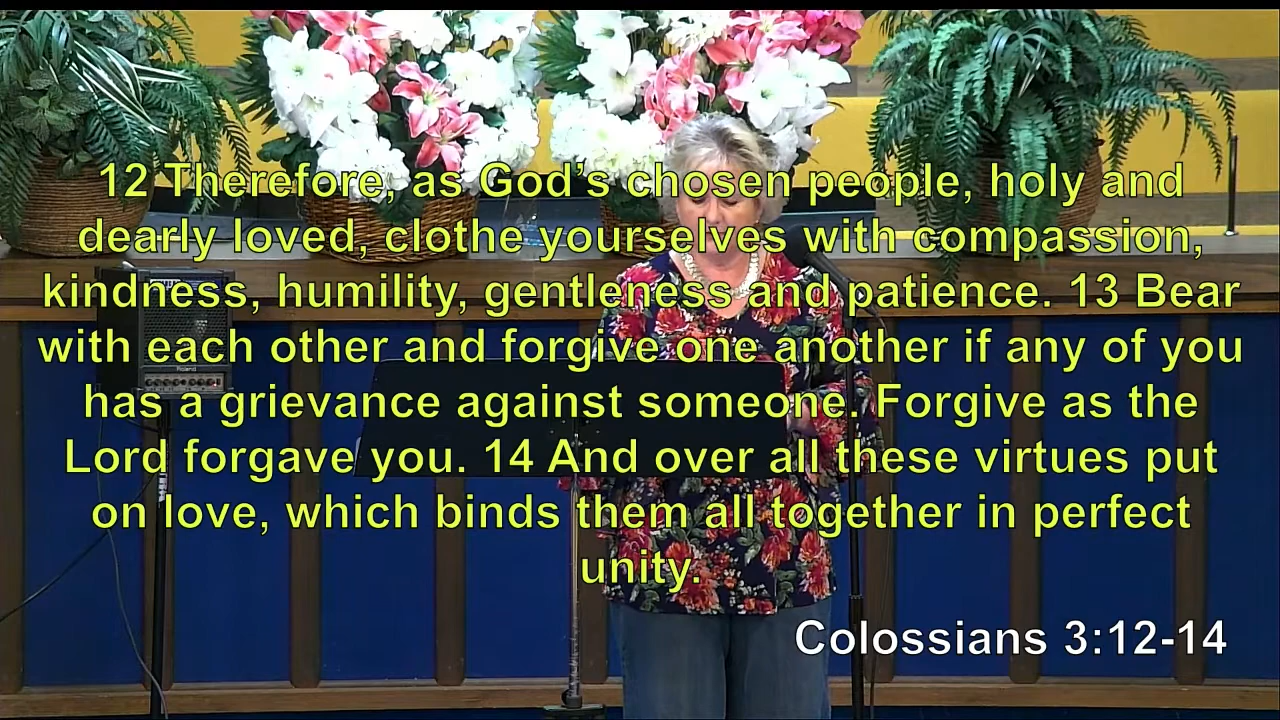 12 Therefore, as God’s chosen people, holy and
dearly loved, clothe yourselves with compassion,
kindness, humility, gentleness and patience. 13 Bear
with each other and forgive one another if any of you
has a grievance against someone. Forgive as the
Lord forgave you. 14 And over all these virtues put
on love, which binds them all together in perfect
unity.
Colossians 3:12-14
Roland